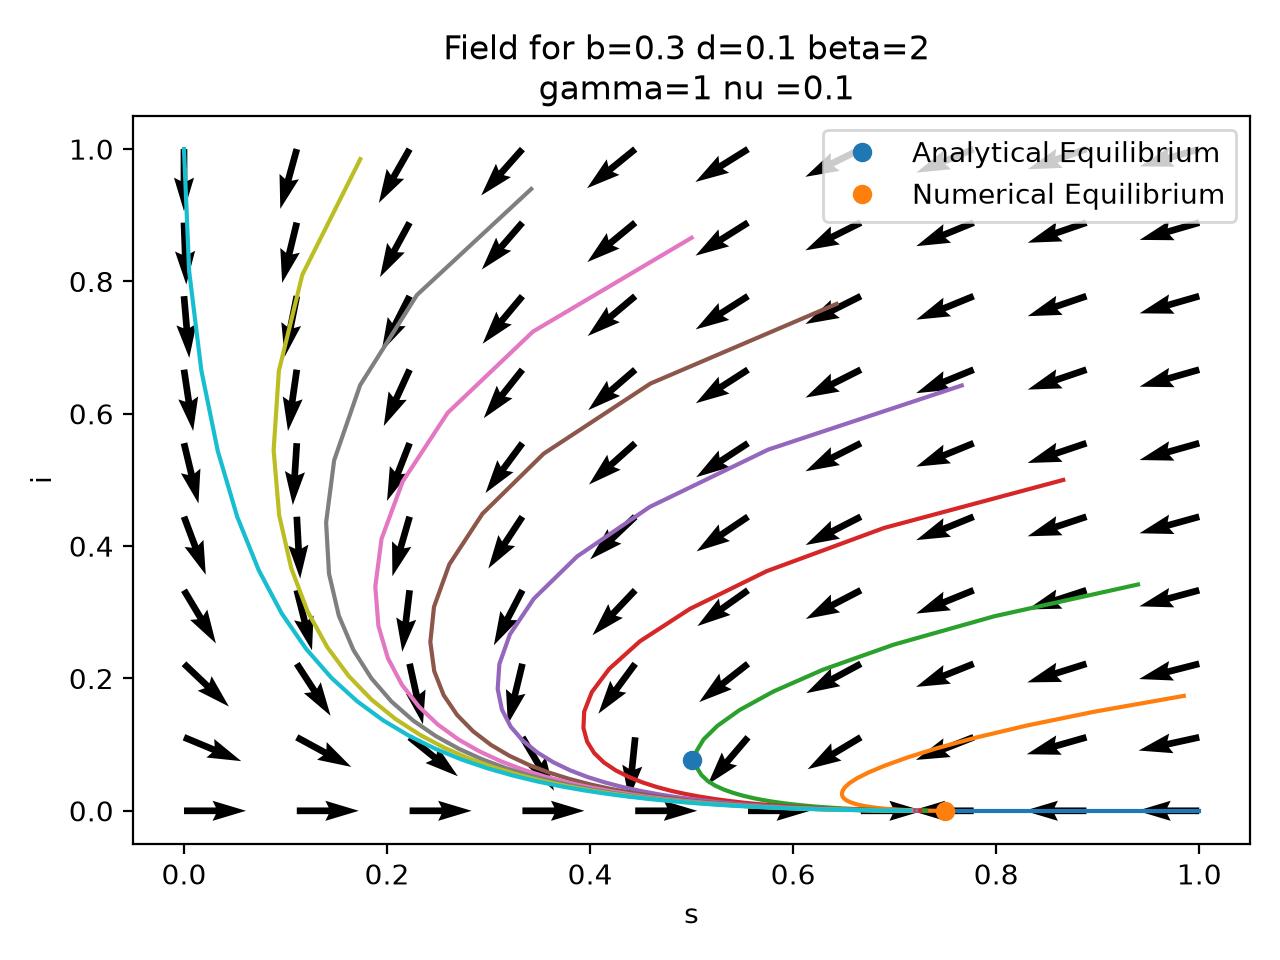 Field for b=0.3 d=0.1 beta=2
gamma=1 nu =0.1
Analytical Equilibrium
Numerical Equilibrium
1.0
0.8
0.6
0.4
0.2
0.0
i
0.0 0.2 0.4 0.6 0.8 1.0
s